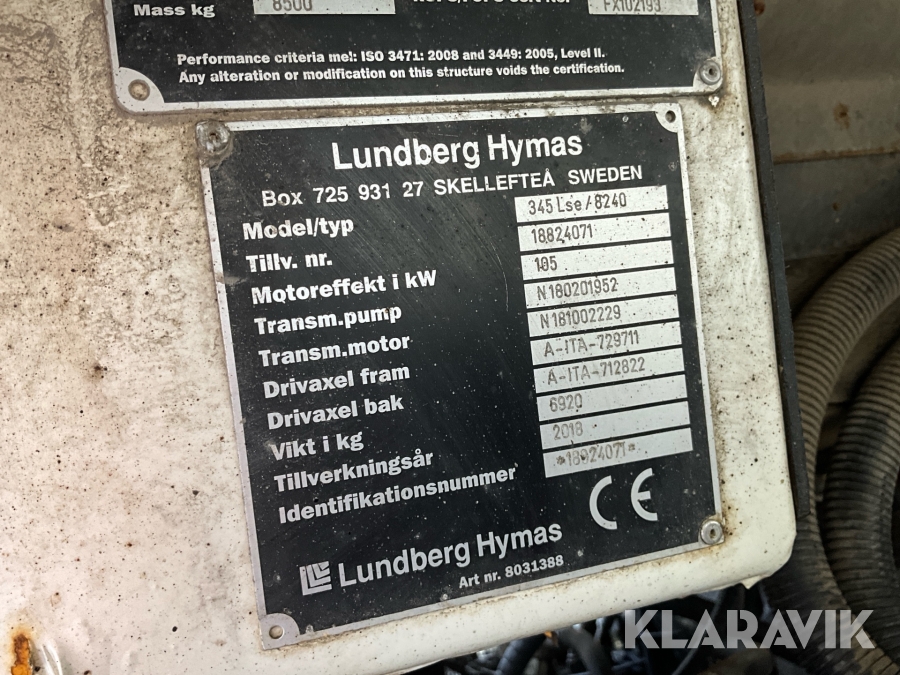 Mass kg 8500 FX102193
Performance criteria met: ISO 3471: 2008 and 3449: 2005, Level II.
Any alteration or modification on this structure voids the certification.
Lundberg Hymas
Box 725 931 27 SKELLEFTEÅ SWEDEN
Model/typ 345 Lse/8240
Tillv. nr. 18824071
Motoreffekt i kW 105
Transm.pump N180201952
Transm.motor N181002229
Drivaxel fram A-ITA-729711
Drivaxel bak A-ITA-712822
Vikt i kg 6920
Tillverkningsår 2018
Identifikationsnummer *18824071*
CE
Lundberg Hymas
Art nr. 8031388
KLARAVIK